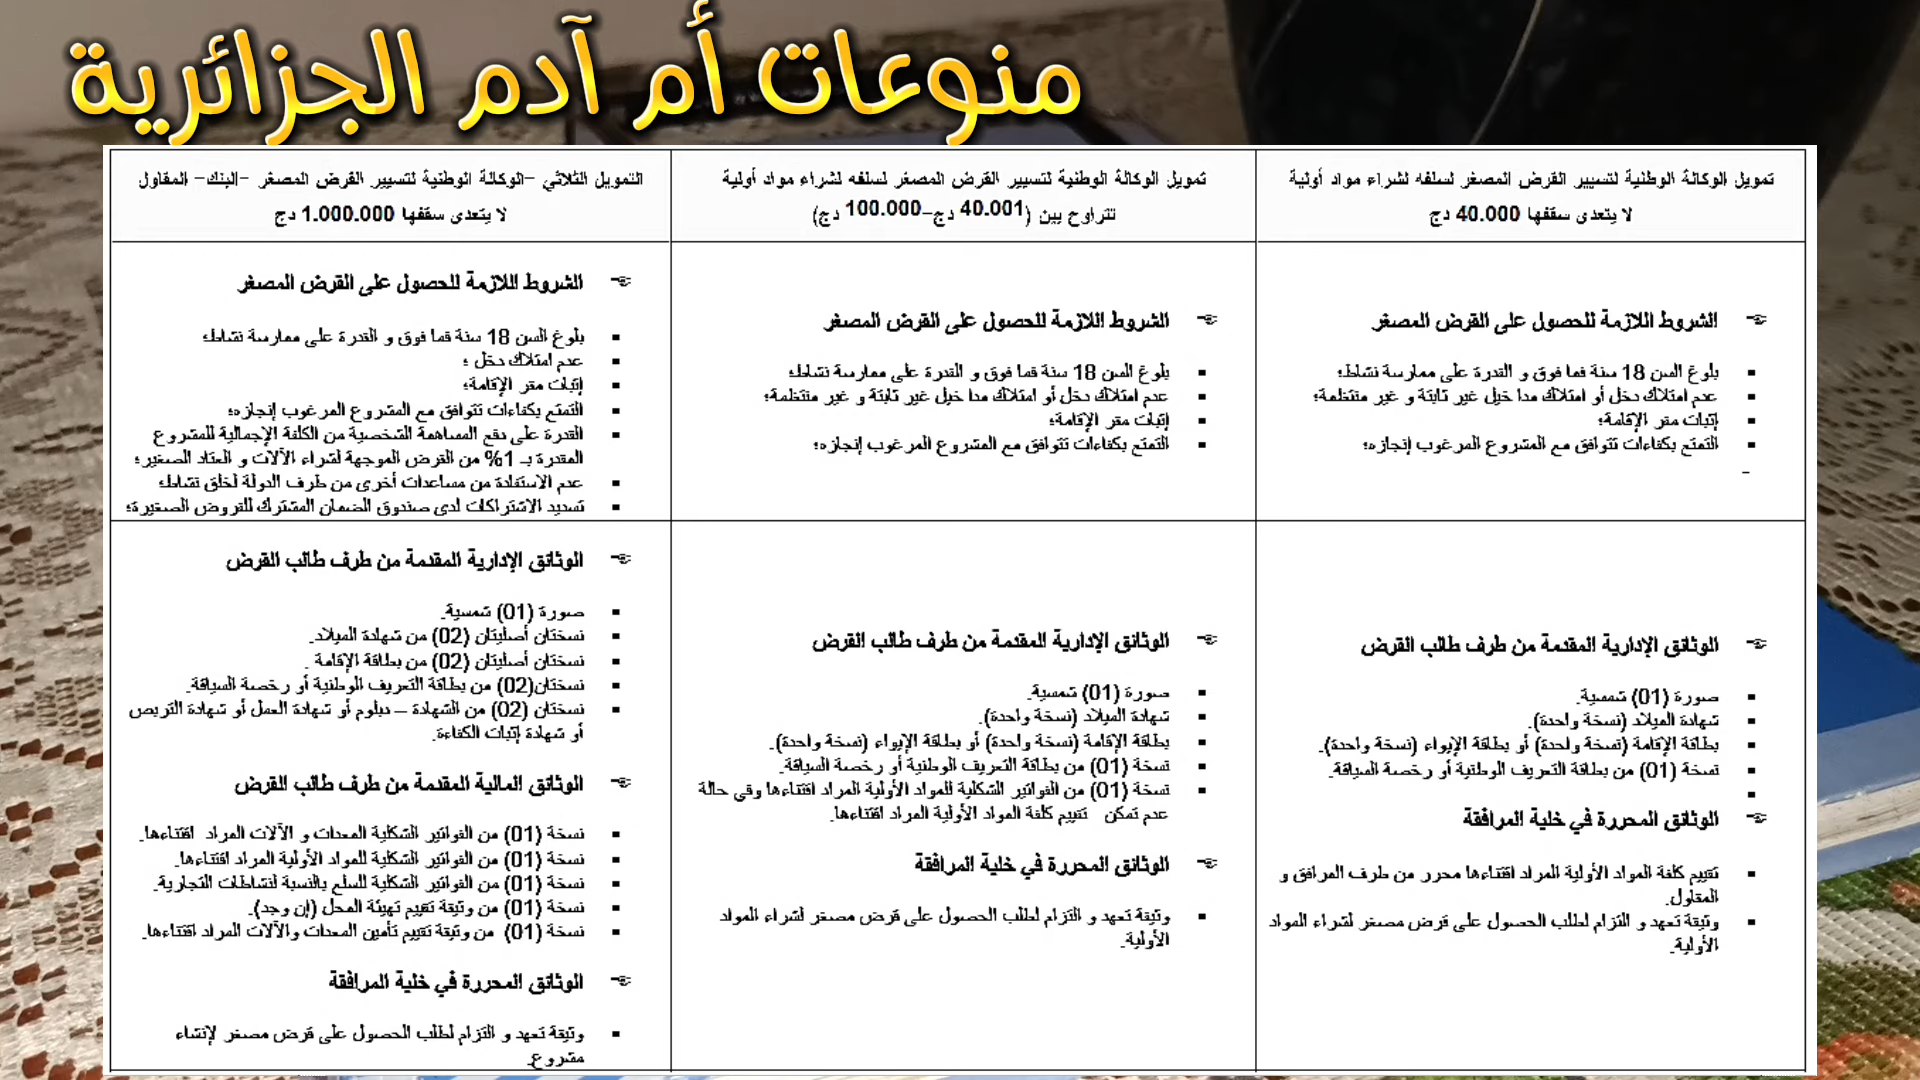 منوعات أم آدم الجزائرية
تمويل الوكالة الوطنية لتسيير القرض المصغر لسلفه لشراء مواد أولية
لا يتعدى سقفها 40.000 دج
☜ الشروط اللازمة للحصول على القرض المصغر
▪ بلوغ السن 18 سنة فما فوق و القدرة على ممارسة نشاط؛
▪ عدم امتلاك دخل أو امتلاك مدا خيل غير ثابتة و غير منتظمة؛
▪ إثبات مقر الإقامة؛
▪ التمتع بكفاءات تتوافق مع المشروع المرغوب إنجازه؛
-
☜ الوثائق الإدارية المقدمة من طرف طالب القرض
▪ صورة (01) شمسية.
▪ شهادة الميلاد (نسخة واحدة).
▪ بطاقة الإقامة (نسخة واحدة) أو بطاقة الإيواء (نسخة واحدة).
▪ نسخة (01) من بطاقة التعريف الوطنية أو رخصة السياقة.
▪
☜ الوثائق المحررة في خلية المرافقة
▪ تقييم كلفة المواد الأولية المراد اقتناءها محرر من طرف المرافق و
المقاول.
▪ وثيقة تعهد و التزام لطلب الحصول على قرض مصغر لشراء المواد
الأولية.
تمويل الوكالة الوطنية لتسيير القرض المصغر لسلفه لشراء مواد أولية
تتراوح بين (40.001 دج–100.000 دج)
☜ الشروط اللازمة للحصول على القرض المصغر
▪ بلوغ السن 18 سنة فما فوق و القدرة على ممارسة نشاط؛
▪ عدم امتلاك دخل أو امتلاك مدا خيل غير ثابتة و غير منتظمة؛
▪ إثبات مقر الإقامة؛
▪ التمتع بكفاءات تتوافق مع المشروع المرغوب إنجازه؛
☜ الوثائق الإدارية المقدمة من طرف طالب القرض
▪ صورة (01) شمسية.
▪ شهادة الميلاد (نسخة واحدة).
▪ بطاقة الإقامة (نسخة واحدة) أو بطاقة الإيواء (نسخة واحدة).
▪ نسخة (01) من بطاقة التعريف الوطنية أو رخصة السياقة.
▪ نسخة (01) من الفواتير الشكلية للمواد الأولية المراد اقتناءها وفي حالة
عدم تمكن تقييم كلفة المواد الأولية المراد اقتناءها.
☜ الوثائق المحررة في خلية المرافقة
▪ وثيقة تعهد و التزام لطلب الحصول على قرض مصغر لشراء المواد
الأولية.
التمويل الثلاثي –الوكالة الوطنية لتسيير القرض المصغر –البنك– المقاول
لا يتعدى سقفها 1.000.000 دج
☜ الشروط اللازمة للحصول على القرض المصغر
▪ بلوغ السن 18 سنة فما فوق و القدرة على ممارسة نشاط؛
▪ عدم امتلاك دخل ؛
▪ إثبات مقر الإقامة؛
▪ التمتع بكفاءات تتوافق مع المشروع المرغوب إنجازه؛
▪ القدرة على دفع المساهمة الشخصية من الكلفة الإجمالية للمشروع
المقدرة بـ 1% من القرض الموجهة لشراء الآلات و العتاد الصغير؛
▪ عدم الاستفادة من مساعدات أخرى من طرف الدولة لخلق نشاط؛
▪ تسديد الاشتراكات لدى صندوق الضمان المشترك للقروض الصغيرة؛
☜ الوثائق الإدارية المقدمة من طرف طالب القرض
▪ صورة (01) شمسية.
▪ نسختان أصليتان (02) من شهادة الميلاد.
▪ نسختان أصليتان (02) من بطاقة الإقامة .
▪ نسختان(02) من بطاقة التعريف الوطنية أو رخصة السياقة.
▪ نسختان (02) من الشهادة – دبلوم أو شهادة العمل أو شهادة التربص
أو شهادة إثبات الكفاءة.
☜ الوثائق المالية المقدمة من طرف طالب القرض
▪ نسخة (01) من الفواتير الشكلية المعدات و الآلات المراد اقتناءها.
▪ نسخة (01) من الفواتير الشكلية للمواد الأولية المراد اقتناءها.
▪ نسخة (01) من الفواتير الشكلية للسلع بالنسبة لنشاطات التجارية.
▪ نسخة (01) من وثيقة تقييم تهيئة المحل (إن وجد).
▪ نسخة (01) من وثيقة تقييم تأمين المعدات والآلات المراد اقتناءها.
☜ الوثائق المحررة في خلية المرافقة
▪ وثيقة تعهد و التزام لطلب الحصول على قرض مصغر لإنشاء
مشروع.